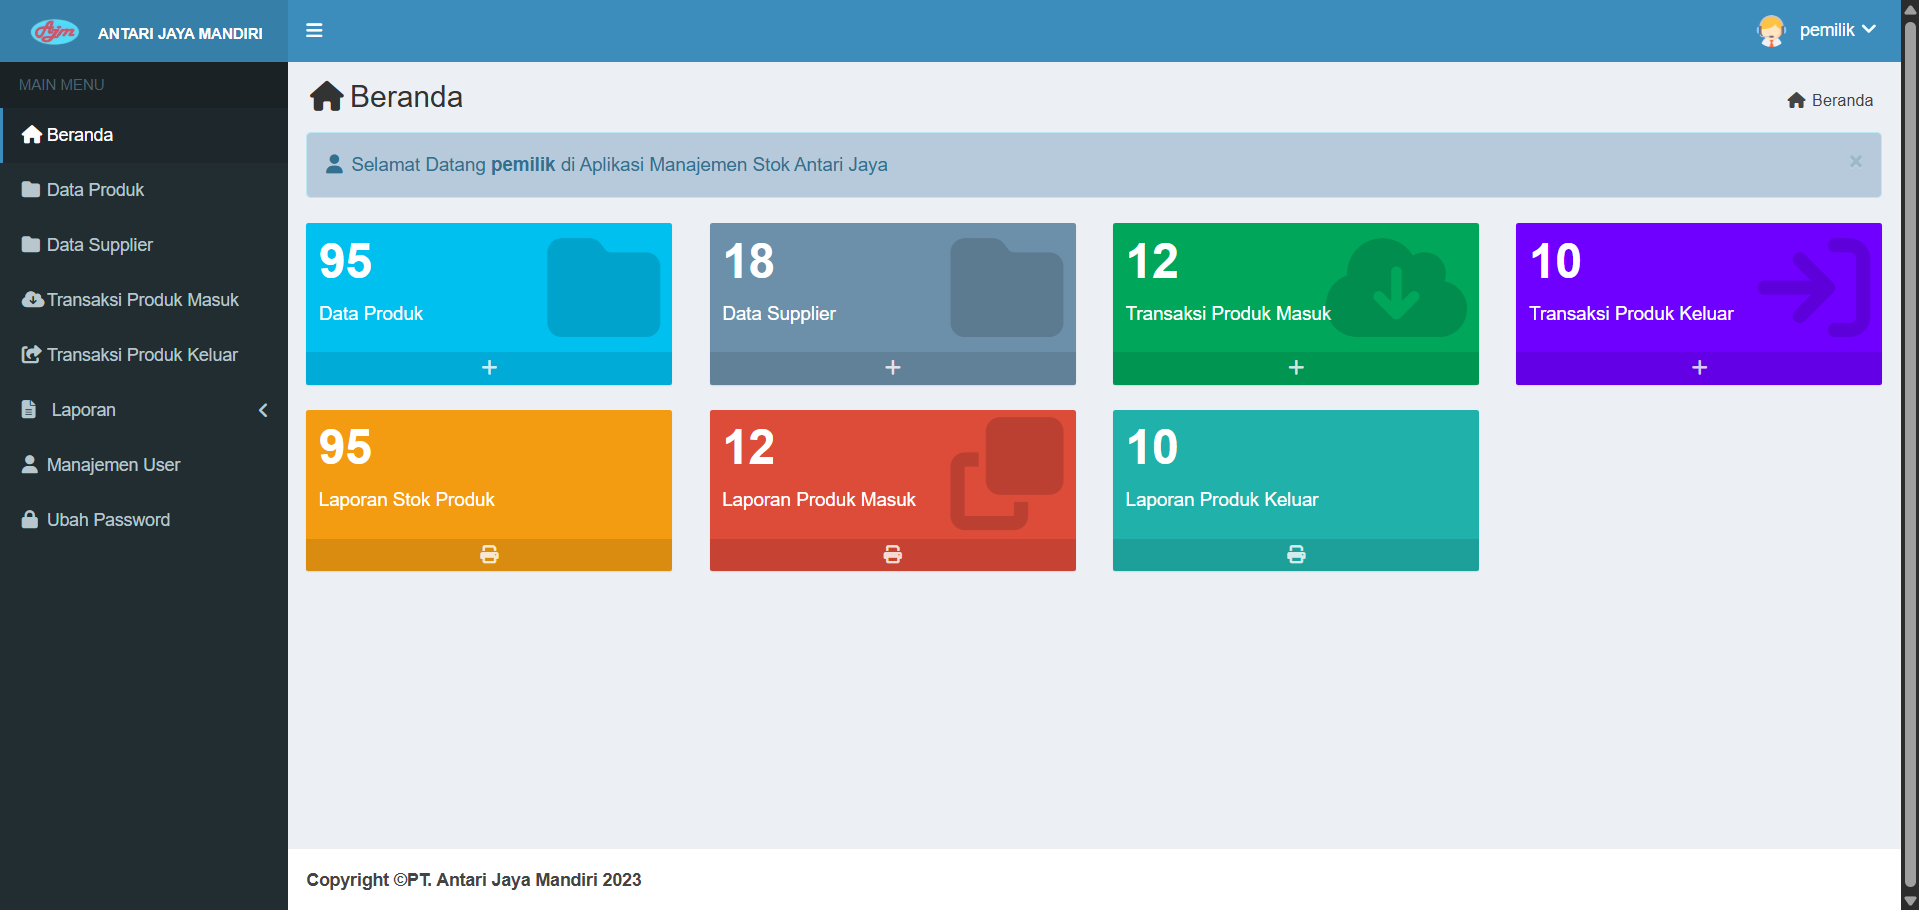 Ajm
ANTARI JAYA MANDIRI
pemilik
MAIN MENU
Beranda
Data Produk
Data Supplier
Transaksi Produk Masuk
Transaksi Produk Keluar
Laporan
Manajemen User
Ubah Password
Beranda
Beranda
Selamat Datang pemilik di Aplikasi Manajemen Stok Antari Jaya
×
95
Data Produk
18
Data Supplier
12
Transaksi Produk Masuk
10
Transaksi Produk Keluar
95
Laporan Stok Produk
12
Laporan Produk Masuk
10
Laporan Produk Keluar
Copyright ©PT. Antari Jaya Mandiri 2023